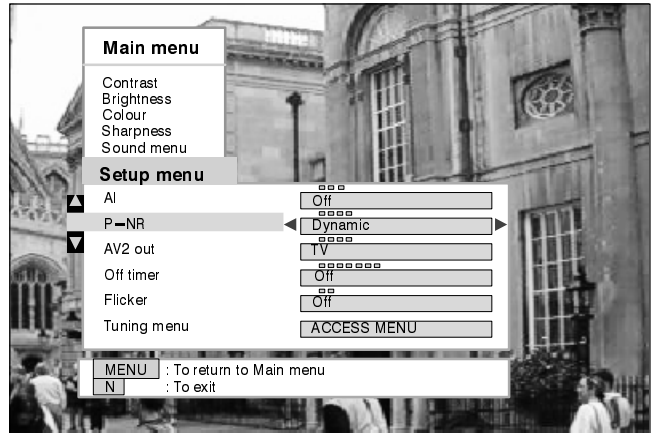 Main menu
Contrast
Brightness
Colour
Sharpness
Sound menu
Setup menu
AI Off
P-NR Dynamic
AV2 out TV
Off timer Off
Flicker Off
Tuning menu ACCESS MENU
MENU : To return to Main menu
N : To exit